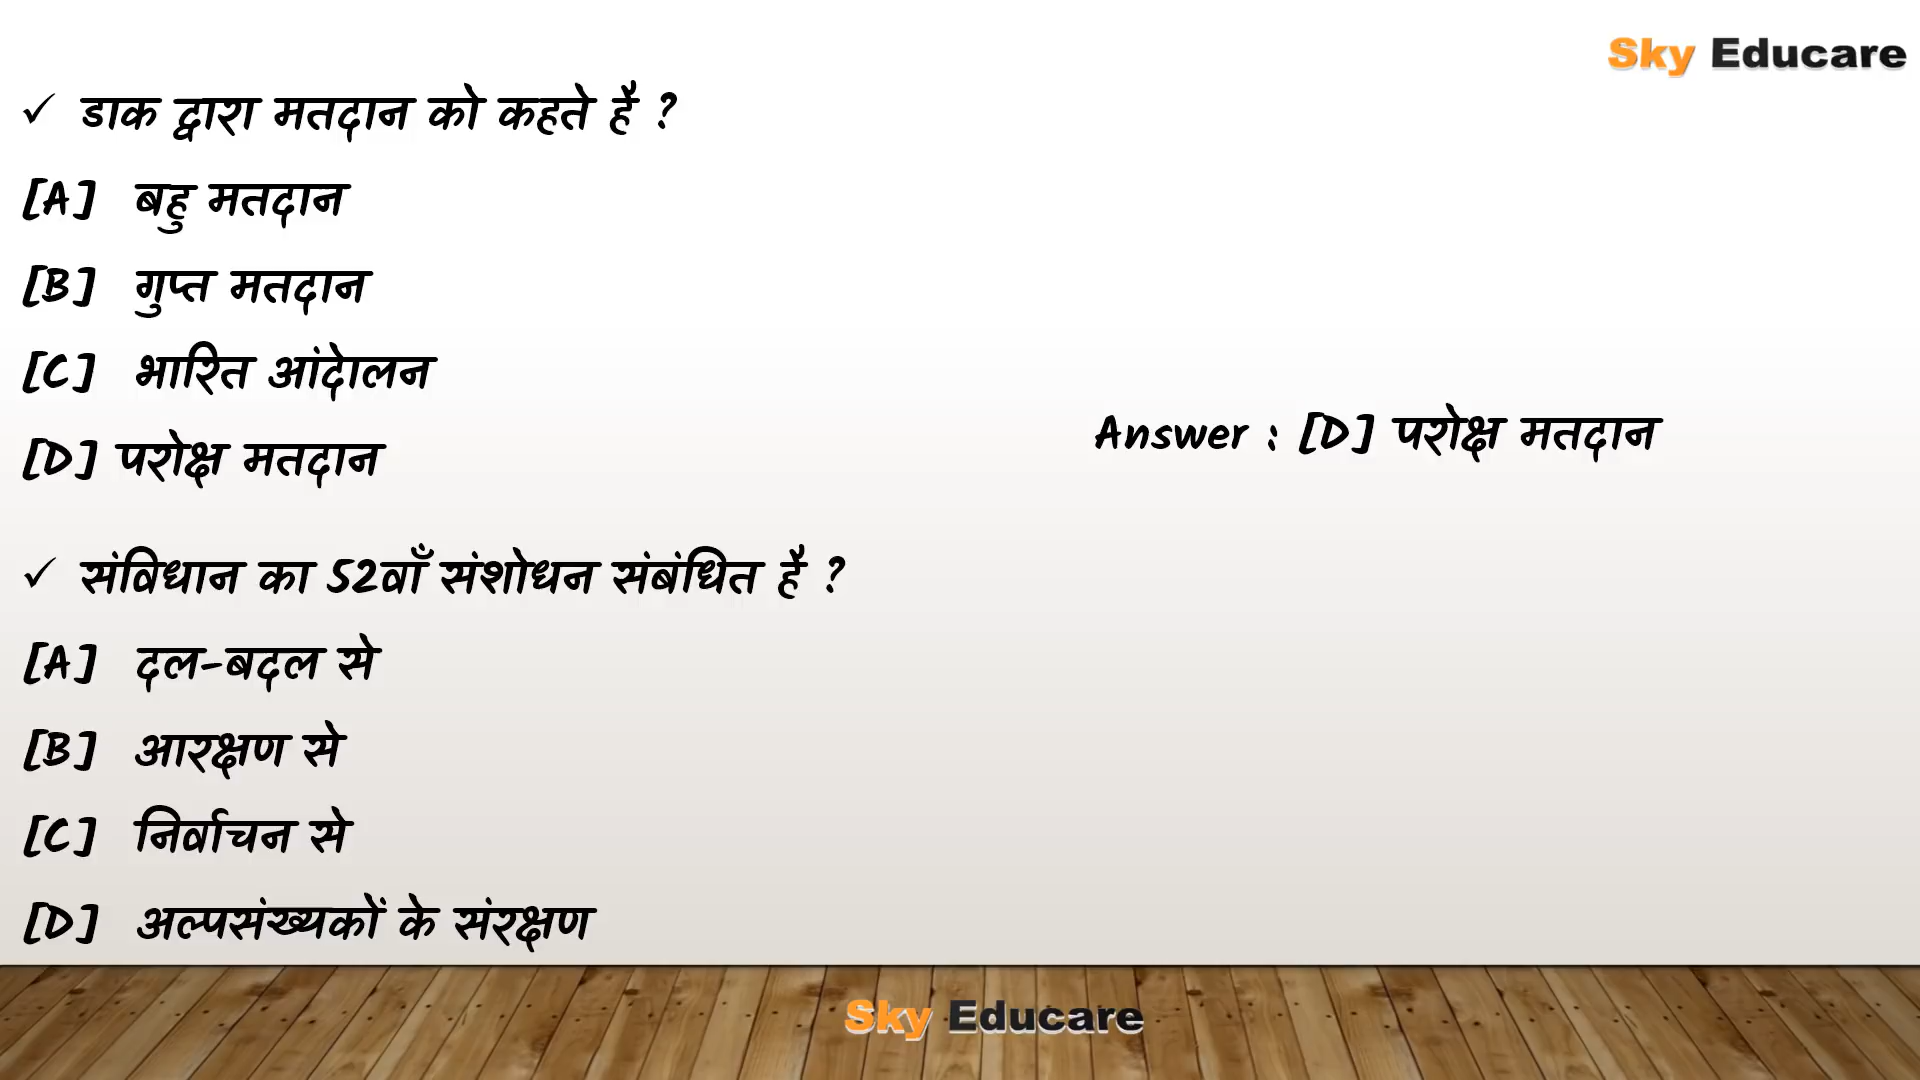 Sky Educare
✓ डाक द्वारा मतदान को कहते है ?
[A] बहु मतदान
[B] गुप्त मतदान
[C] भारित आंदेालन
[D] परोक्ष मतदान
Answer : [D] परोक्ष मतदान
✓ संविधान का 52वाँ संशोधन संबंधित है ?
[A] दल-बदल से
[B] आरक्षण से
[C] निर्वाचन से
[D] अल्पसंख्यकों के संरक्षण
Sky Educare